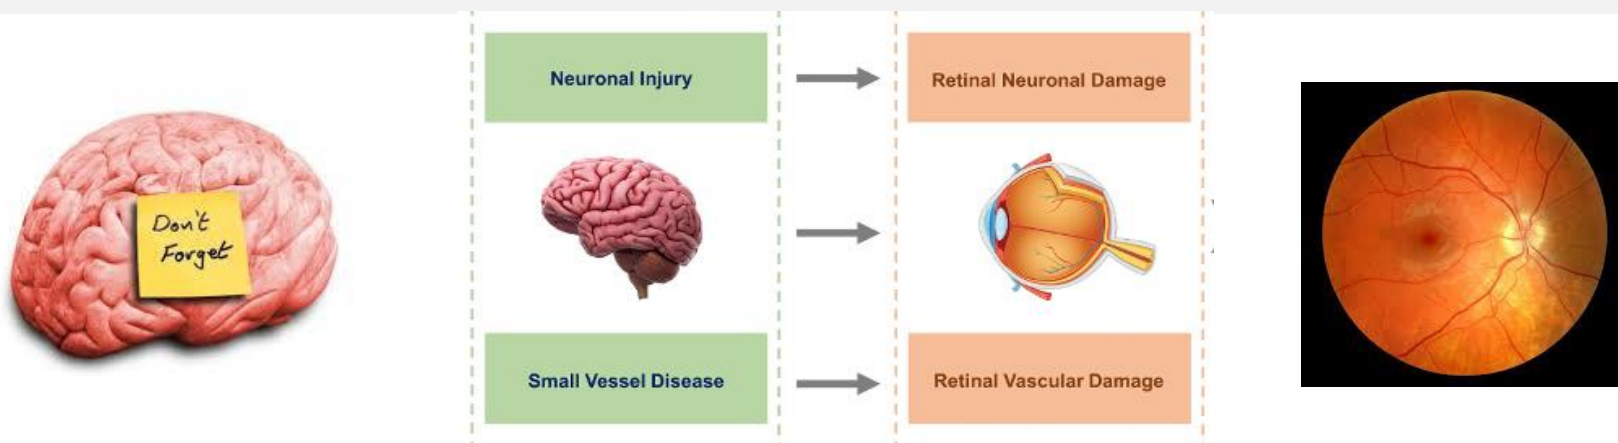 Don't
Forget
Neuronal Injury
Retinal Neuronal Damage
Small Vessel Disease
Retinal Vascular Damage